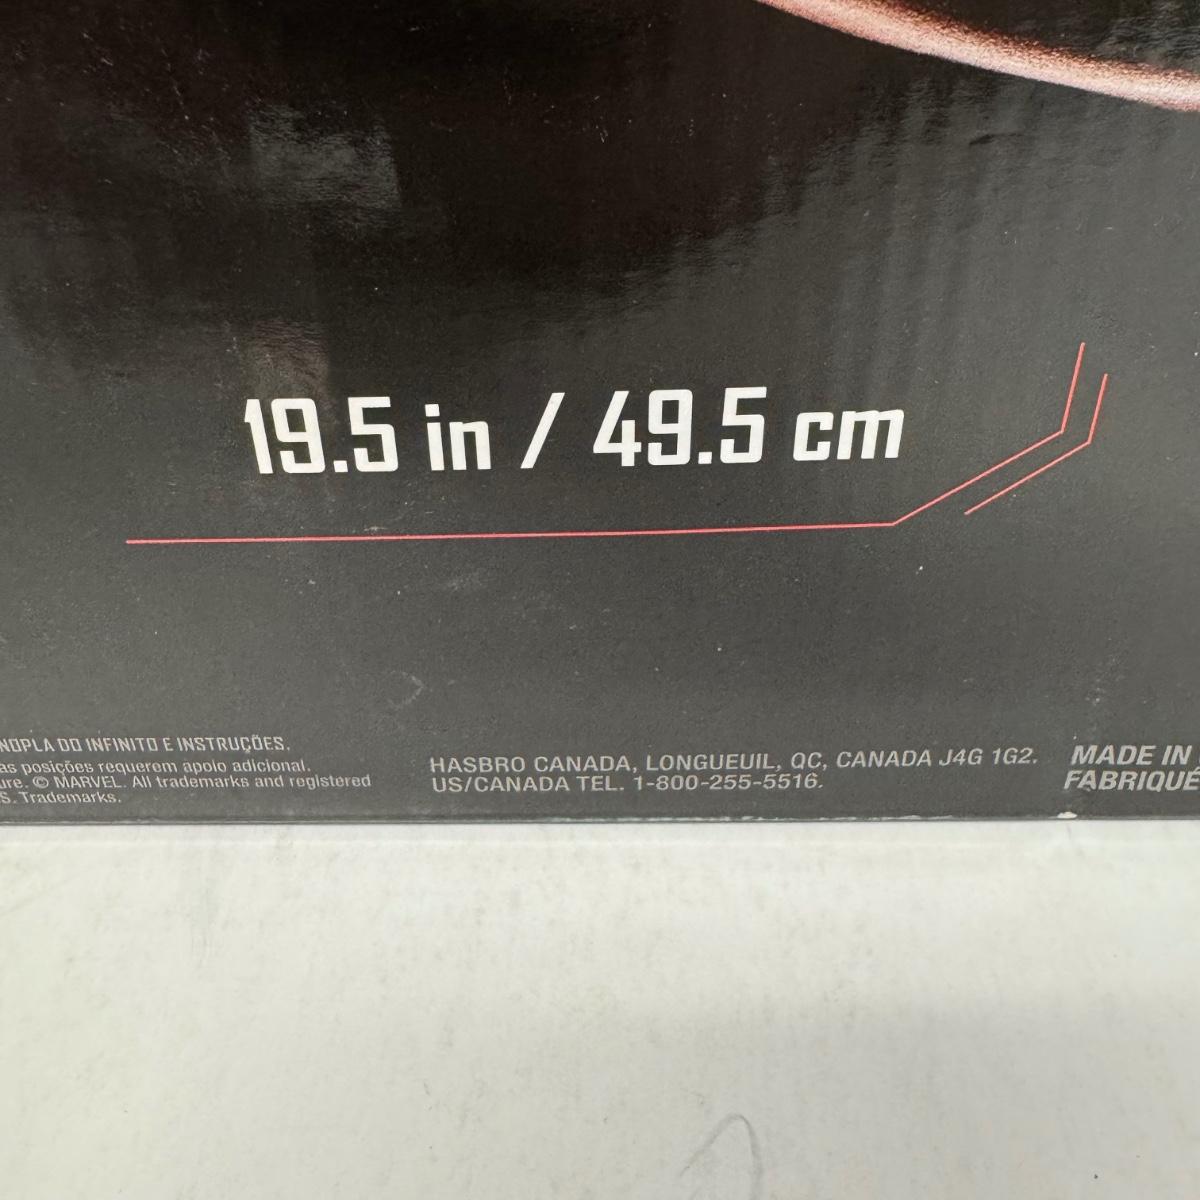 19.5 in / 49.5 cm
NOPLA DO INFINITO E INSTRUÇÕES.
as posições requerem apoio adicional.
ure. © MARVEL. All trademarks and registered
S. Trademarks.
HASBRO CANADA, LONGUEUIL, QC, CANADA J4G 1G2.
US/CANADA TEL. 1-800-255-5516.
MADE IN
FABRIQUÉ